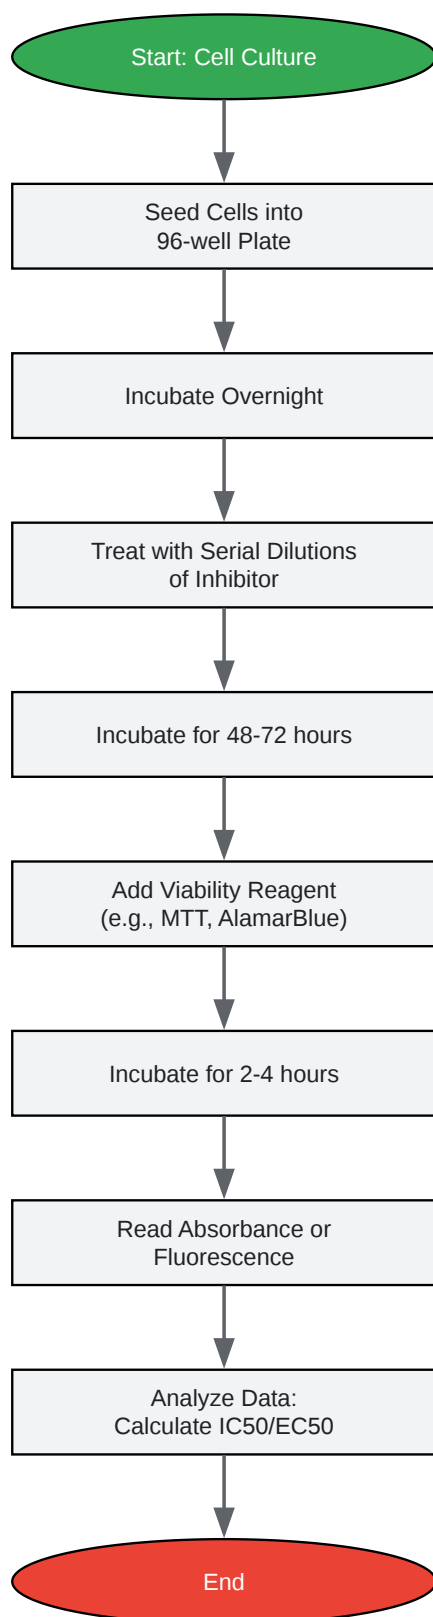 Start: Cell Culture
Seed Cells into
96-well Plate
Incubate Overnight
Treat with Serial Dilutions
of Inhibitor
Incubate for 48-72 hours
Add Viability Reagent
(e.g., MTT, AlamarBlue)
Incubate for 2-4 hours
Read Absorbance or
Fluorescence
Analyze Data:
Calculate IC50/EC50
End